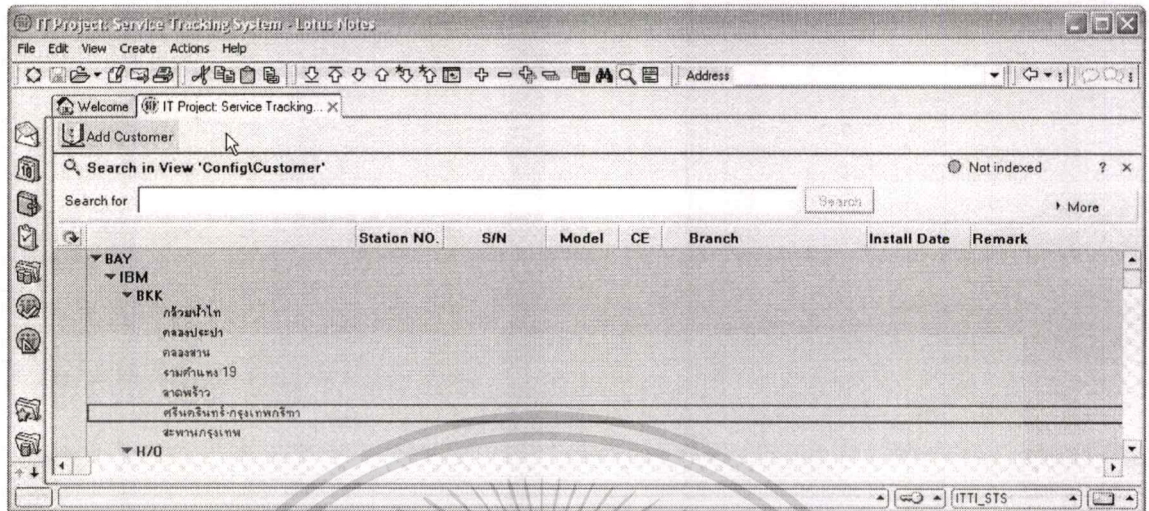 IT Project: Service Tracking System - Lotus Notes
File Edit View Create Actions Help
Address
Welcome IT Project: Service Tracking...
Add Customer
Search in View 'Config\Customer' Not indexed ? ×
Search for Search More
Station NO. S/N Model CE Branch Install Date Remark
BAY
IBM
BKK
กล้วยน้ำไท
คลองประปา
คลองสาน
รามคำแหง 19
ลาดพร้าว
ศรีนครินทร์-กรุงเทพกรีฑา
สะพานกรุงเทพ
H/O
ITTI_STS